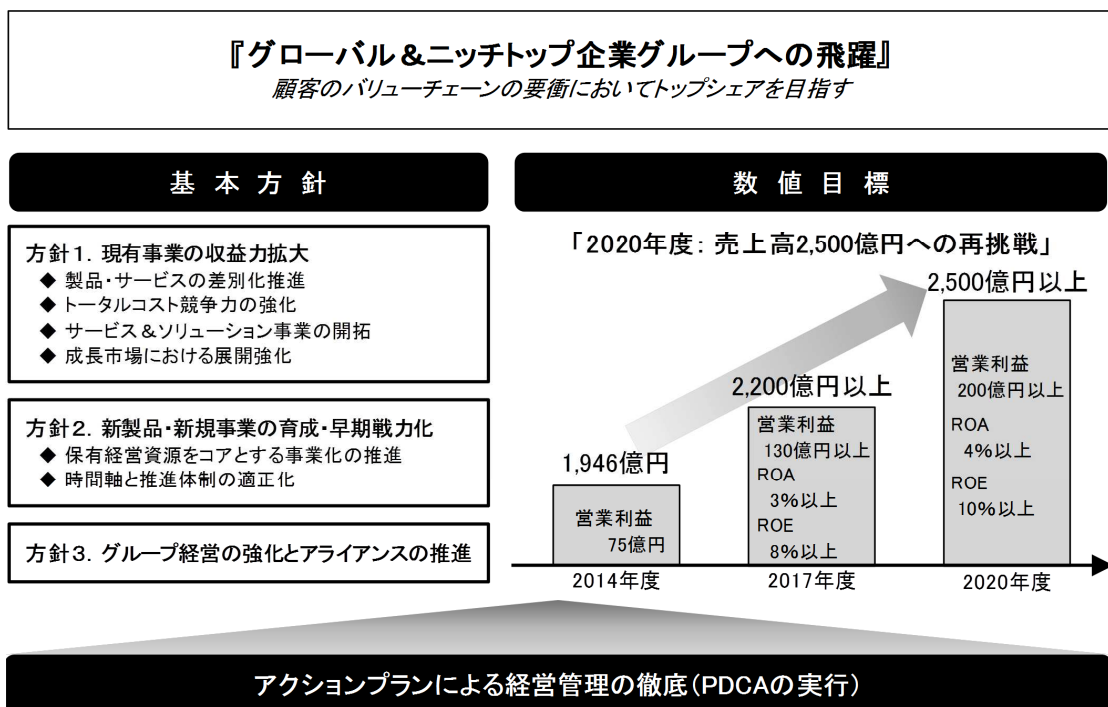 『グローバル＆ニッチトップ企業グループへの飛躍』
顧客のバリューチェーンの要衝においてトップシェアを目指す
基本方針
方針１．現有事業の収益力拡大
◆ 製品・サービスの差別化推進
◆ トータルコスト競争力の強化
◆ サービス＆ソリューション事業の開拓
◆ 成長市場における展開強化
方針２．新製品・新規事業の育成・早期戦力化
◆ 保有経営資源をコアとする事業化の推進
◆ 時間軸と推進体制の適正化
方針３．グループ経営の強化とアライアンスの推進
数値目標
「2020年度：売上高2,500億円への再挑戦」
1,946億円
営業利益
75億円
2014年度
2,200億円以上
営業利益
130億円以上
ROA
3%以上
ROE
8%以上
2017年度
2,500億円以上
営業利益
200億円以上
ROA
4%以上
ROE
10%以上
2020年度
アクションプランによる経営管理の徹底（PDCAの実行）